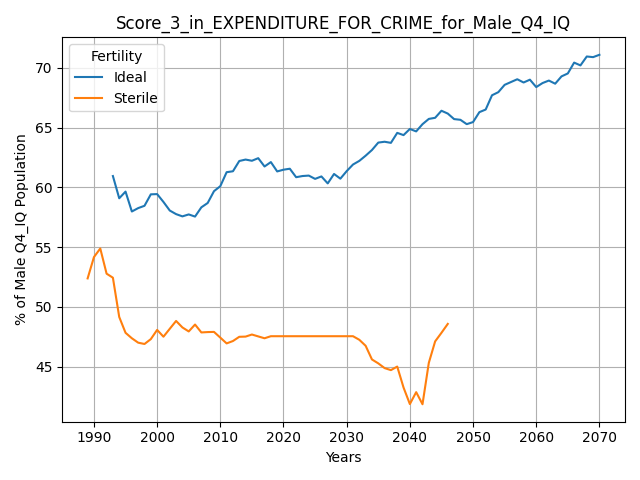 Score_3_in_EXPENDITURE_FOR_CRIME_for_Male_Q4_IQ
Fertility
Ideal
Sterile
% of Male Q4_IQ Population
70
65
60
55
50
45
1990 2000 2010 2020 2030 2040 2050 2060 2070
Years